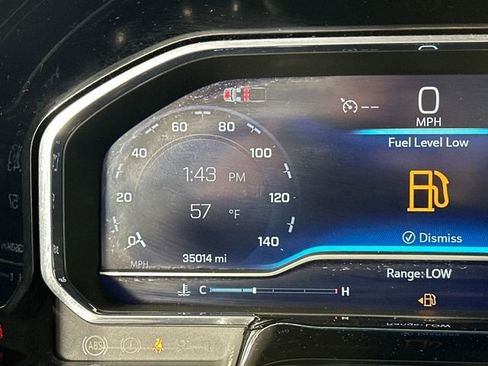 0
MPH
Fuel Level Low
60 80
40 100
1:43 PM
20 57 °F 120
0 140
MPH 35014 mi
Dismiss
Range: LOW
C H
ABS